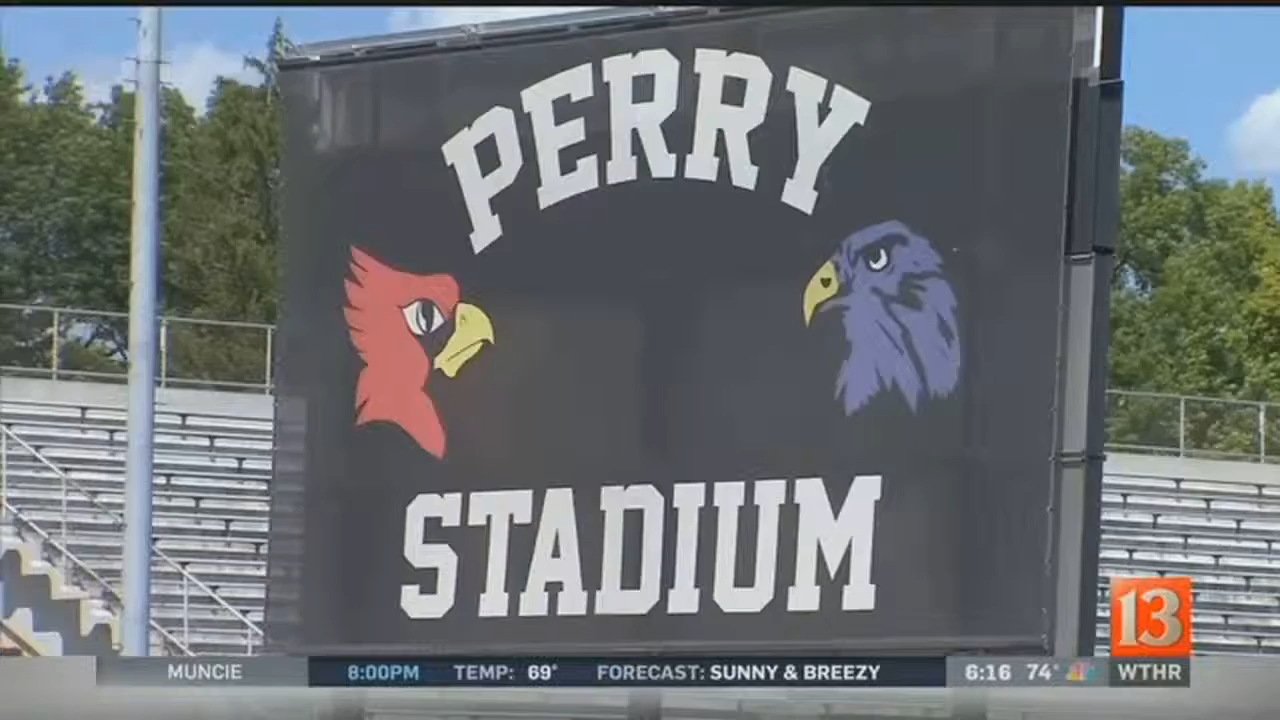 PERRY
STADIUM
13
MUNCIE 8:00PM TEMP: 69° FORECAST: SUNNY & BREEZY 6:16 74° WTHR